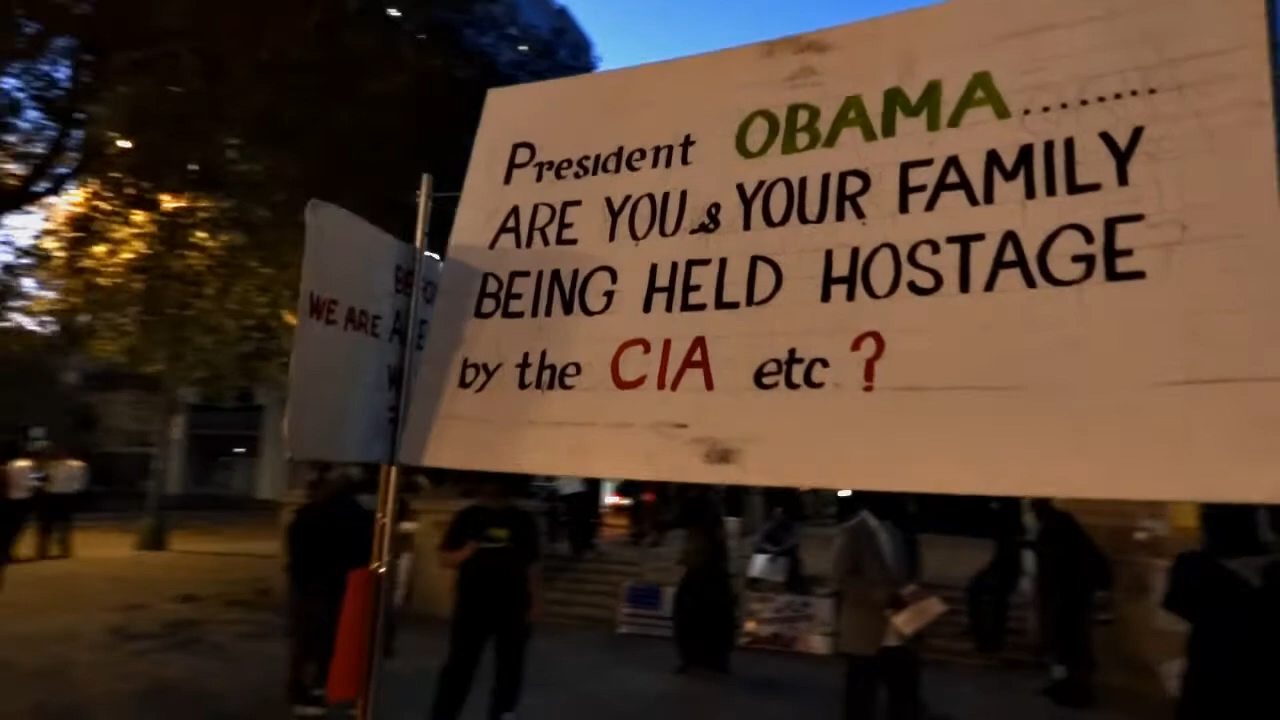 President OBAMA.........
ARE YOU & YOUR FAMILY
BEING HELD HOSTAGE
by the CIA etc ?
WE ARE